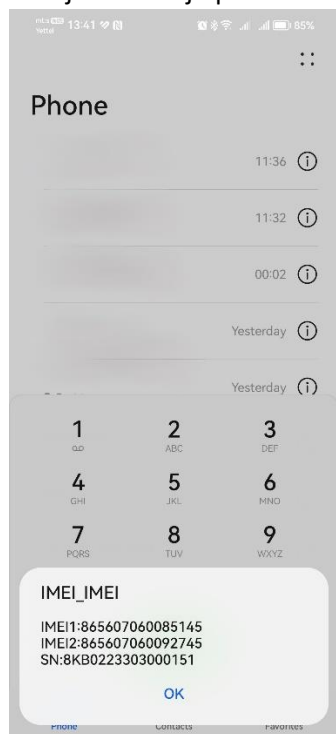 13:41
85%
Phone
11:36
11:32
00:02
Yesterday
Yesterday
1
2
ABC
3
DEF
4
GHI
5
JKL
6
MNO
7
PQRS
8
TUV
9
WXYZ
IMEI_IMEI
IMEI1:865607060085145
IMEI2:865607060092745
SN:8KB0223303000151
OK
Phone
Contacts
Favorites